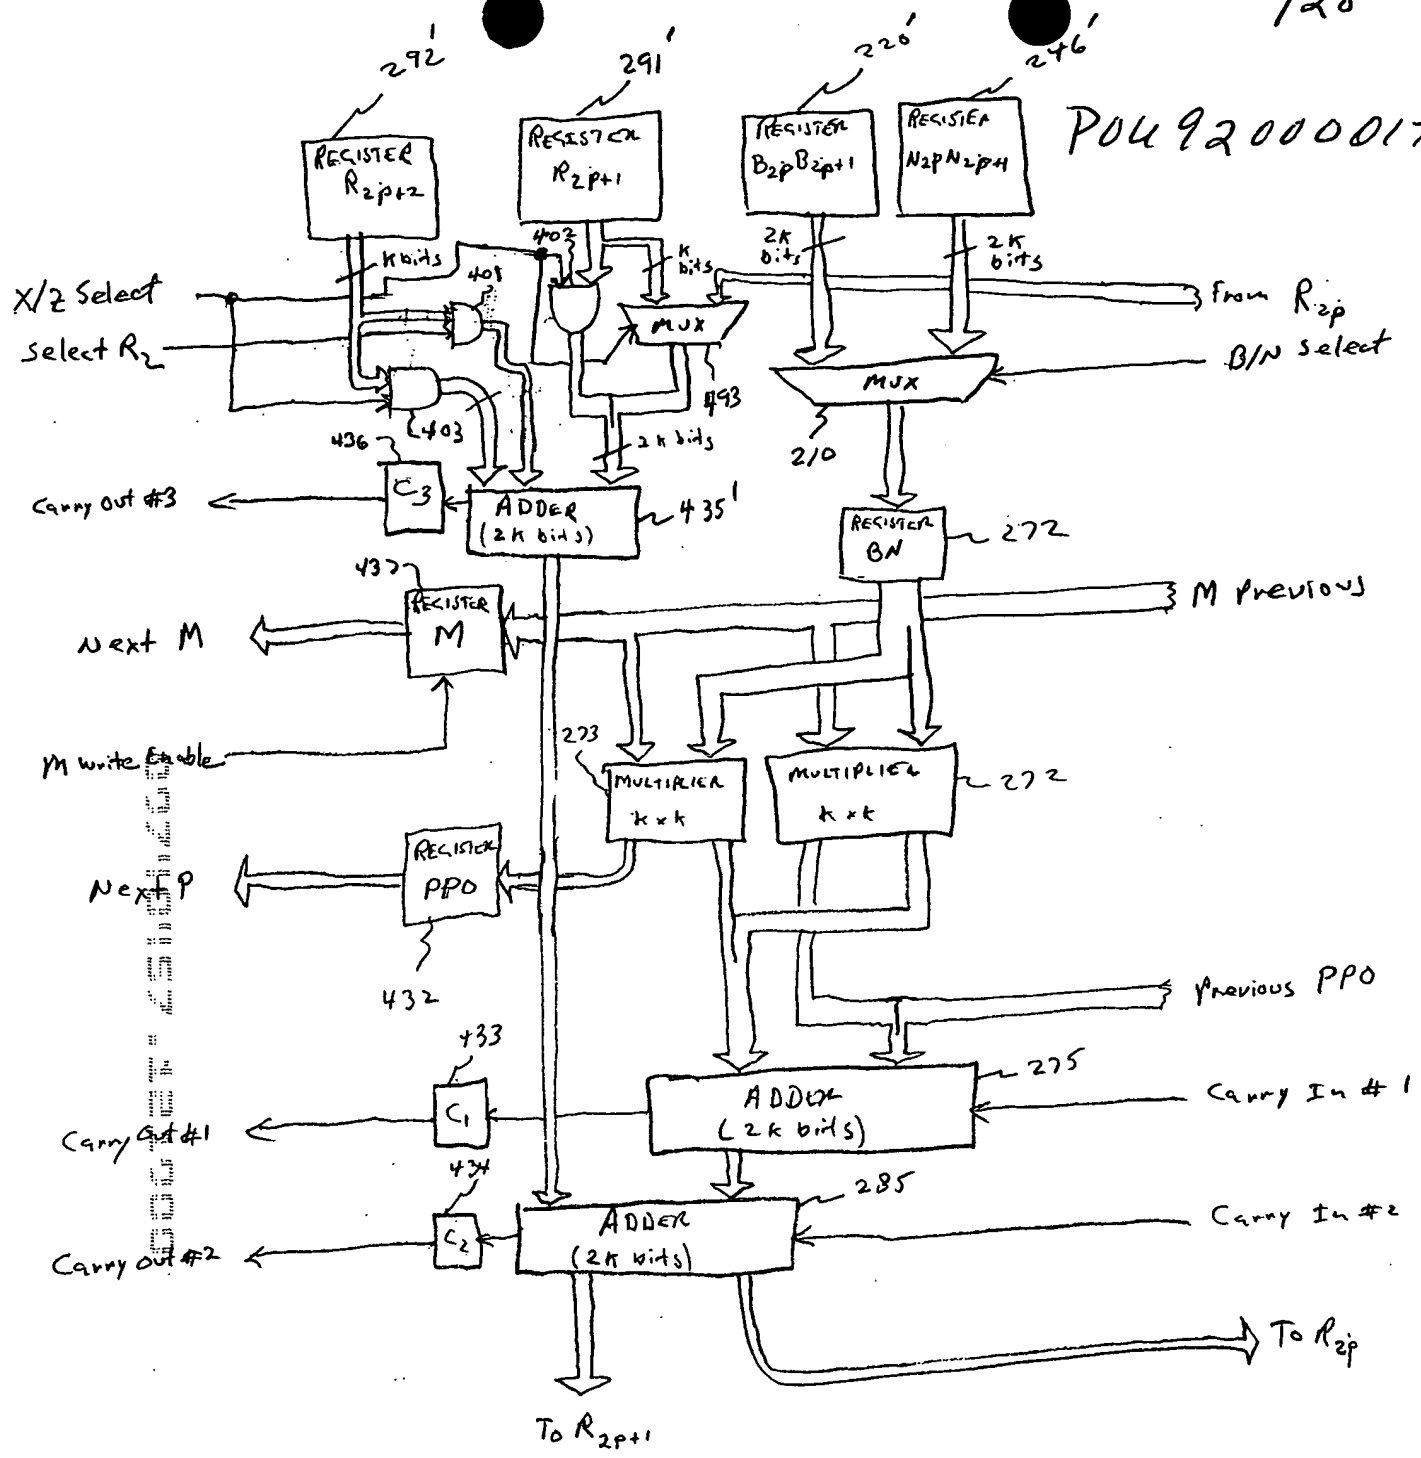 120
292'
291'
220'
246'
POU92000017
REGISTER
R2p+2
REGISTER
R2p+1
REGISTER
B2pB2p+1
REGISTER
N2pN2p+1
402
k bits
K
bits
2K
bits
2K
bits
X/Z Select
401
From R2p
MUX
Select R2
B/N Select
MUX
493
403
436
2k bits
210
C3
Carry Out #3
ADDER
(2K bits)
435'
REGISTER
BN
272
437
REGISTER
M
Next M
M Previous
M Write Enable
273
MULTIPLIER
k x k
MULTIPLIER
k x k
272
REGISTER
PPO
Next P
432
Previous PPO
433
275
C1
ADDER
(2k bits)
Carry In #1
Carry Out #1
434
285
C2
ADDER
(2K bits)
Carry In #2
Carry Out #2
To R2p
To R2p+1